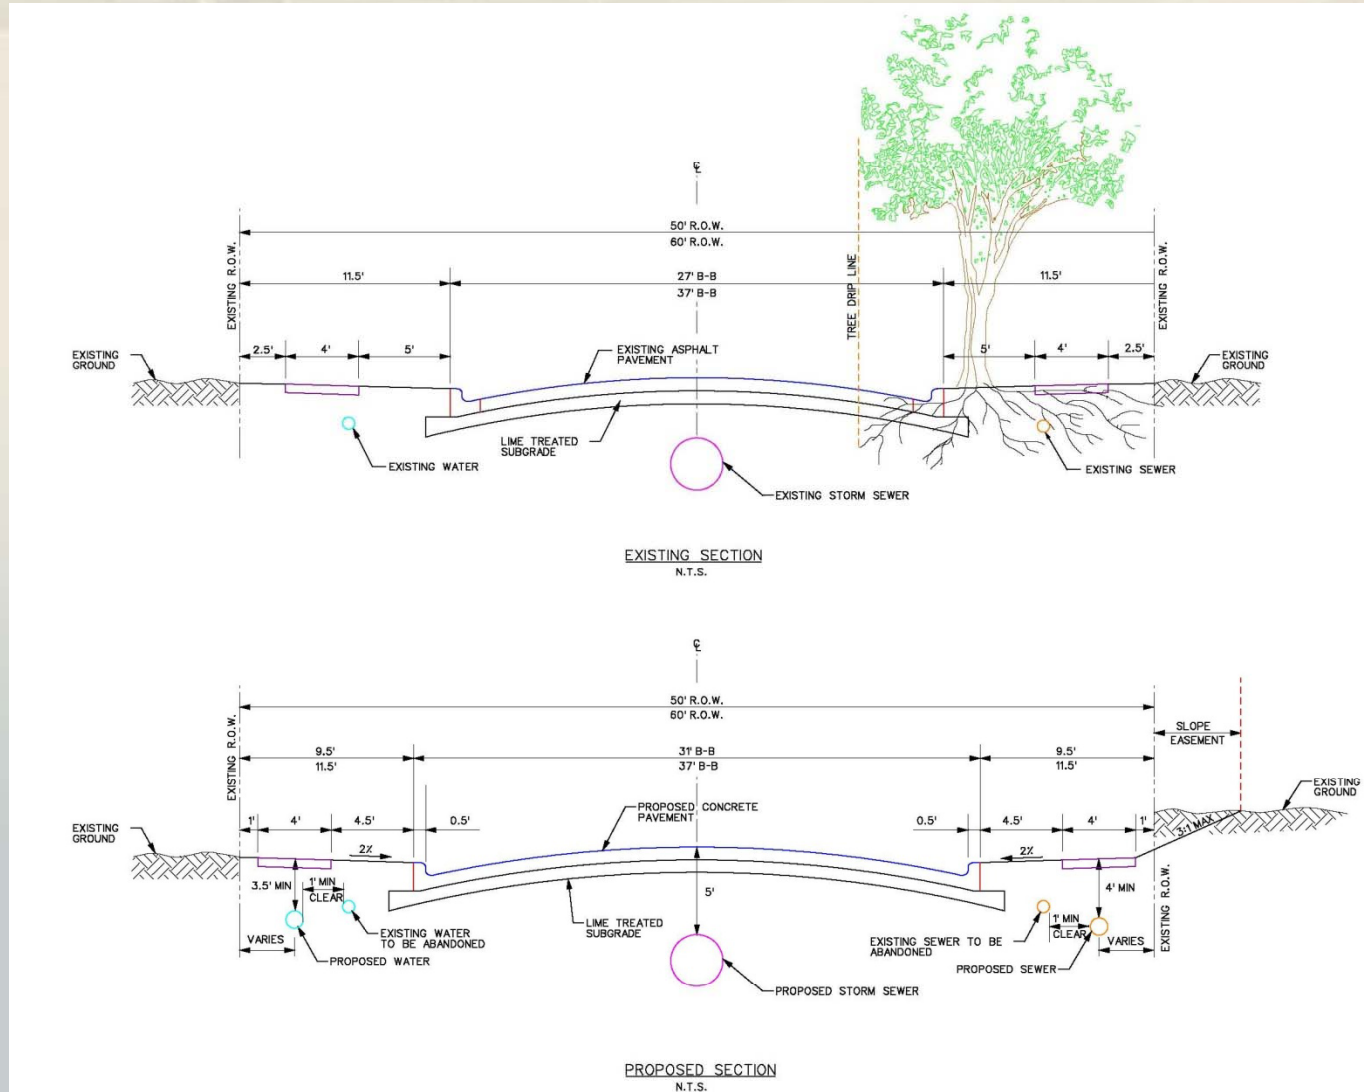 ℄
50' R.O.W.
60' R.O.W.
EXISTING R.O.W.
11.5'
27' B-B
37' B-B
11.5'
TREE DRIP LINE
EXISTING R.O.W.
EXISTING
GROUND
2.5'
4'
5'
EXISTING ASPHALT
PAVEMENT
5'
4'
2.5'
EXISTING
GROUND
LIME TREATED
SUBGRADE
EXISTING WATER
EXISTING SEWER
EXISTING STORM SEWER
EXISTING SECTION
N.T.S.
℄
50' R.O.W.
60' R.O.W.
SLOPE
EASEMENT
EXISTING R.O.W.
9.5'
11.5'
31' B-B
37' B-B
9.5'
11.5'
EXISTING
GROUND
EXISTING
GROUND
1'
4'
4.5'
0.5'
PROPOSED CONCRETE
PAVEMENT
0.5'
4.5'
4'
1'
3:1 MAX
2%
2%
3.5' MIN
1' MIN
CLEAR
5'
4' MIN
1' MIN
CLEAR
VARIES
EXISTING WATER
TO BE ABANDONED
PROPOSED WATER
LIME TREATED
SUBGRADE
EXISTING SEWER TO BE
ABANDONED
PROPOSED SEWER
VARIES
EXISTING R.O.W.
PROPOSED STORM SEWER
PROPOSED SECTION
N.T.S.